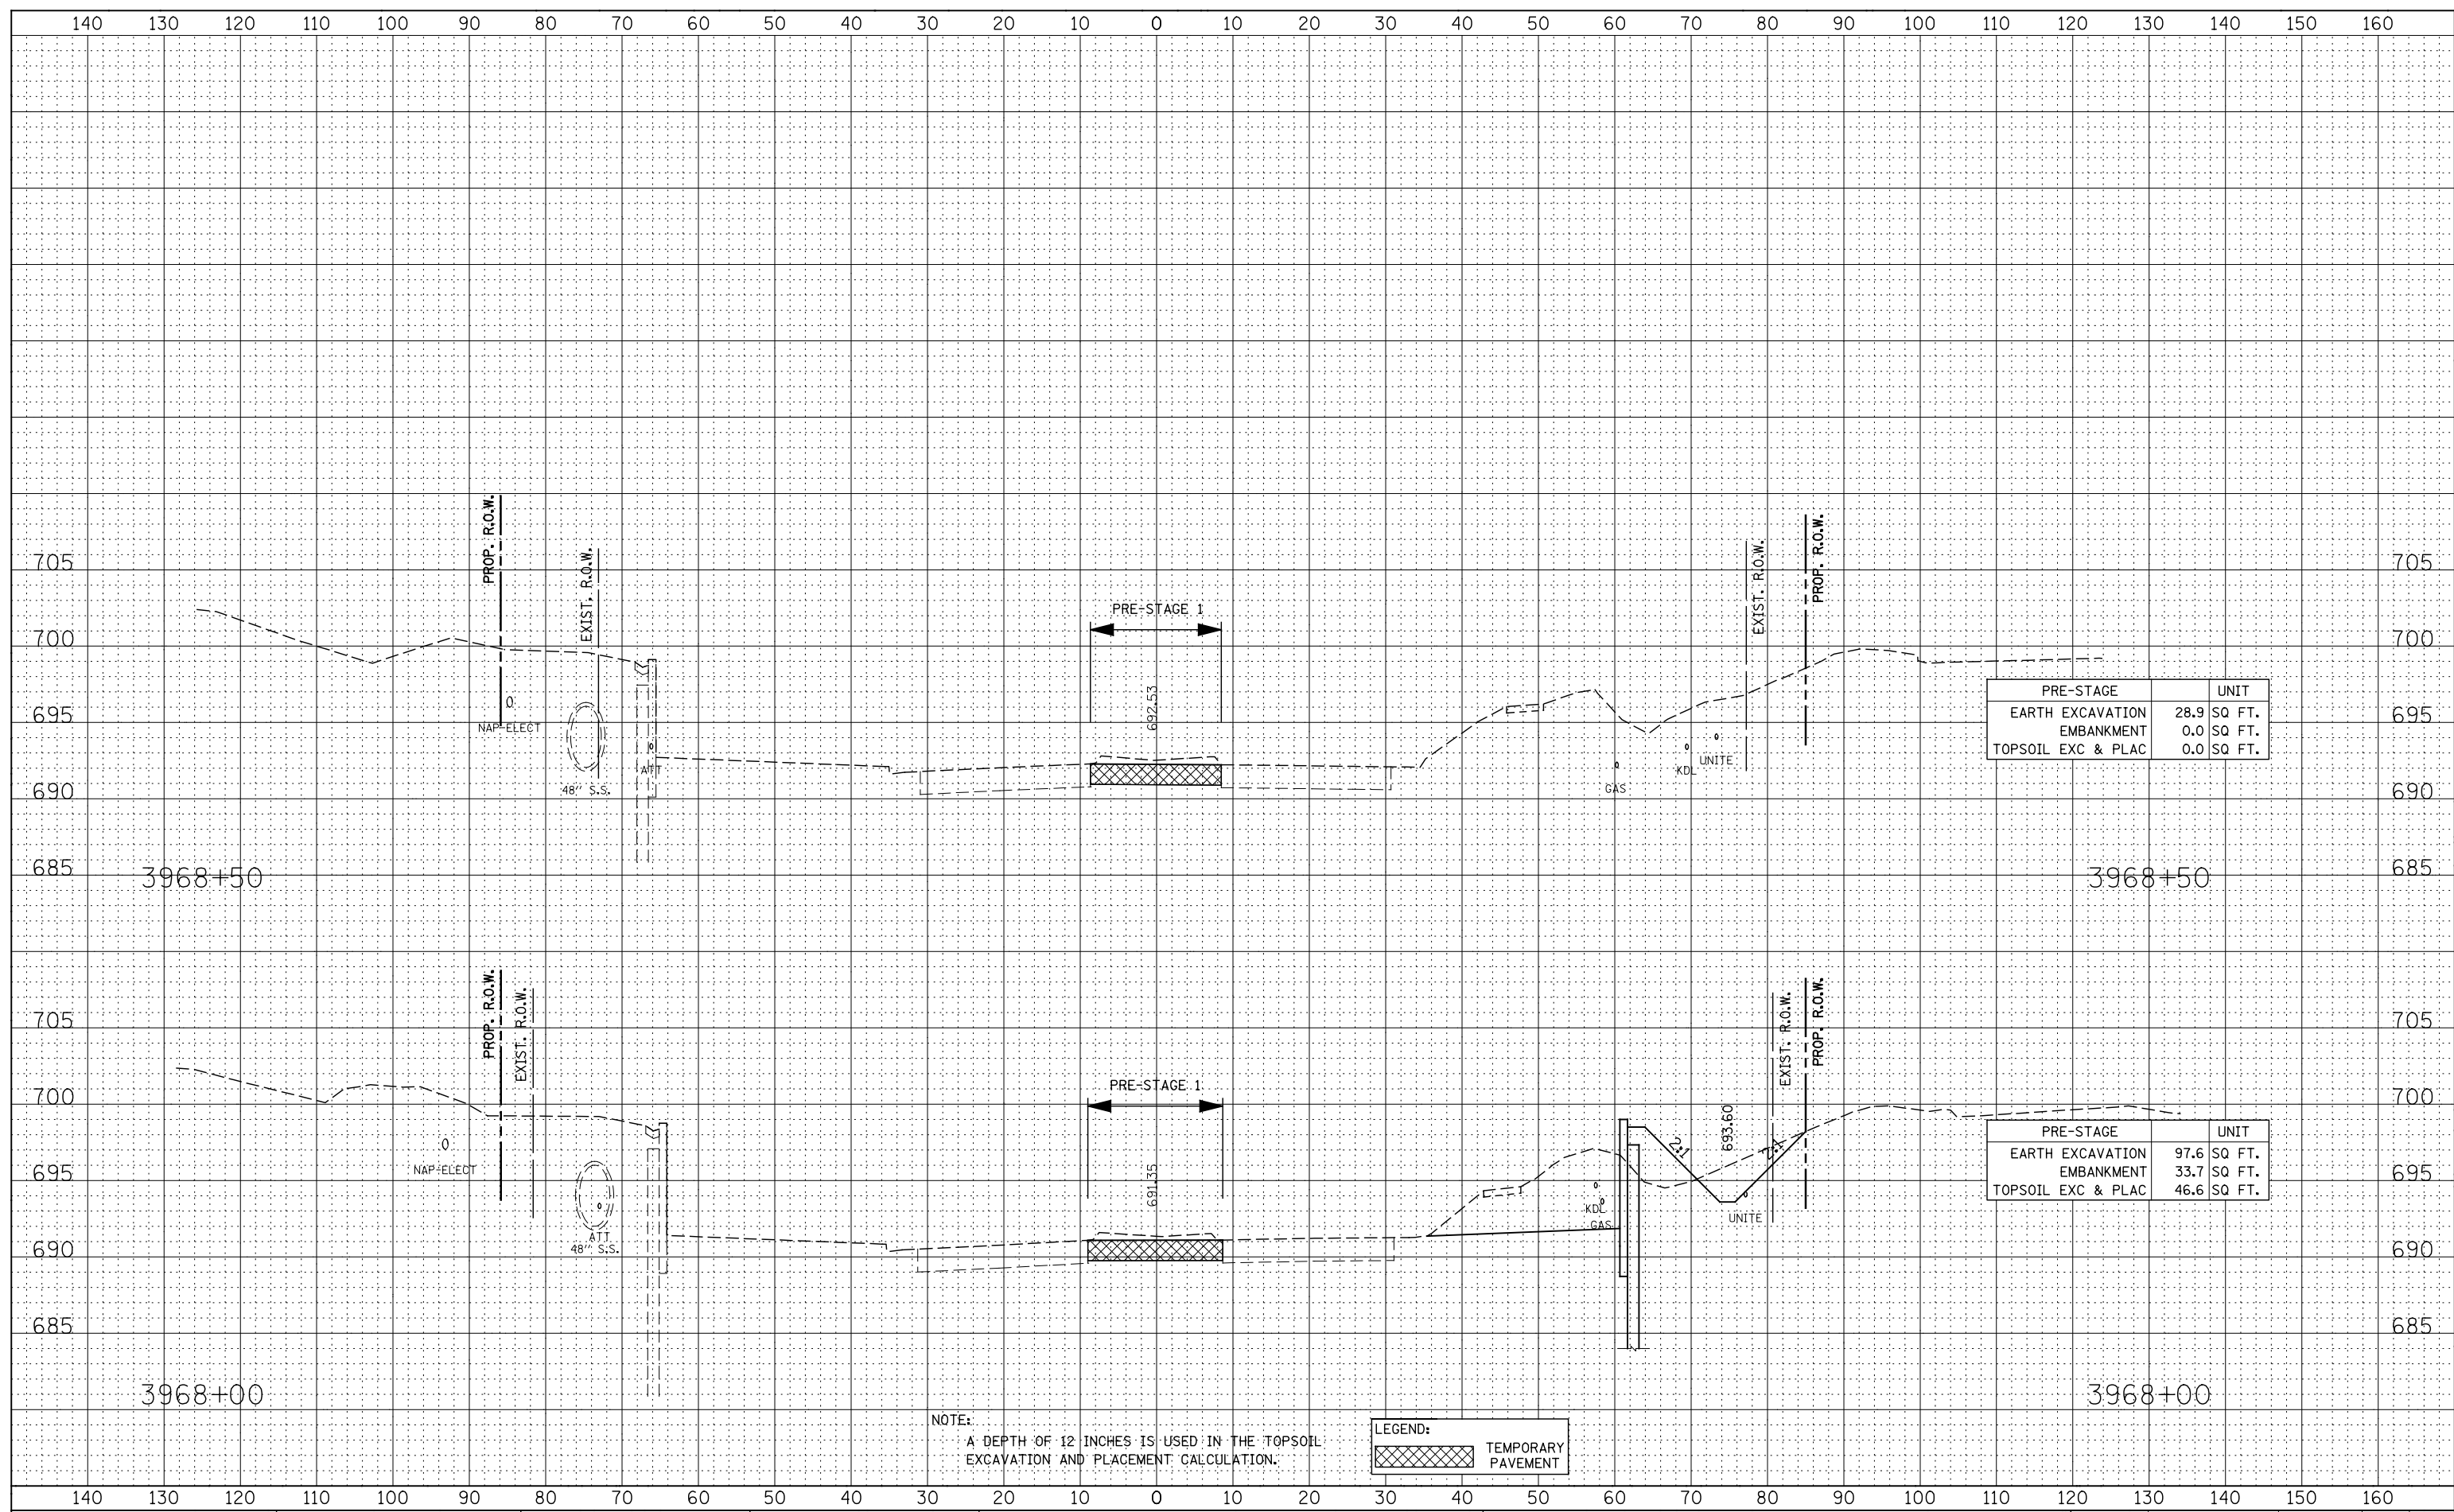 140 130 120 110 100 90 80 70 60 50 40 30 20 10 0 10 20 30 40 50 60 70 80 90 100 110 120 130 140 150 160
PROP. R.O.W.
EXIST. R.O.W.
EXIST. R.O.W.
PROP. R.O.W.
705 705
PRE-STAGE 1
700 700
692.53
PRE-STAGE UNIT
EARTH EXCAVATION 28.9 SQ FT.
EMBANKMENT 0.0 SQ FT.
TOPSOIL EXC & PLAC 0.0 SQ FT.
695 695
NAP-ELECT
ATT
48" S.S.
UNITE
KDL
GAS
690 690
685 685
3968+50 3968+50
PROP. R.O.W.
EXIST. R.O.W.
EXIST. R.O.W.
PROP. R.O.W.
705 705
PRE-STAGE 1
700 700
693.60
2:1
2:1
PRE-STAGE UNIT
EARTH EXCAVATION 97.6 SQ FT.
EMBANKMENT 33.7 SQ FT.
TOPSOIL EXC & PLAC 46.6 SQ FT.
NAP-ELECT
695 695
691.35
KDL
GAS
UNITE
ATT
48" S.S.
690 690
685 685
3968+00 3968+00
NOTE:
A DEPTH OF 12 INCHES IS USED IN THE TOPSOIL
EXCAVATION AND PLACEMENT CALCULATION.
LEGEND:
TEMPORARY
PAVEMENT
140 130 120 110 100 90 80 70 60 50 40 30 20 10 0 10 20 30 40 50 60 70 80 90 100 110 120 130 140 150 160